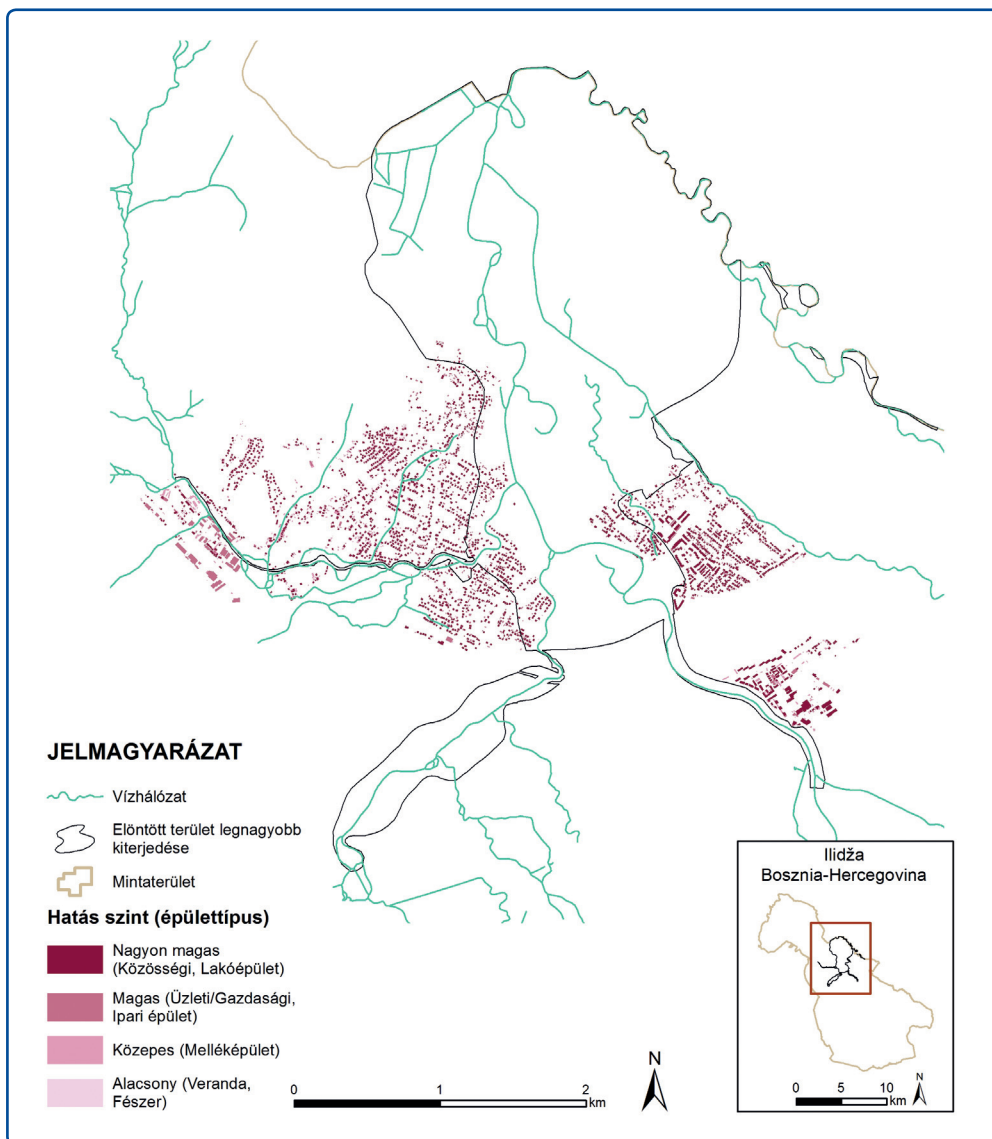 JELMAGYARÁZAT
Vízhálózat
Elöntött terület legnagyobb
kiterjedése
Mintaterület
Hatás szint (épülettípus)
Nagyon magas
(Közösségi, Lakóépület)
Magas (Üzleti/Gazdasági,
Ipari épület)
Közepes (Melléképület)
Alacsony (Veranda,
Fészer)
0 1 2
km
N
Ilidža
Bosznia-Hercegovina
N
0 5 10
km